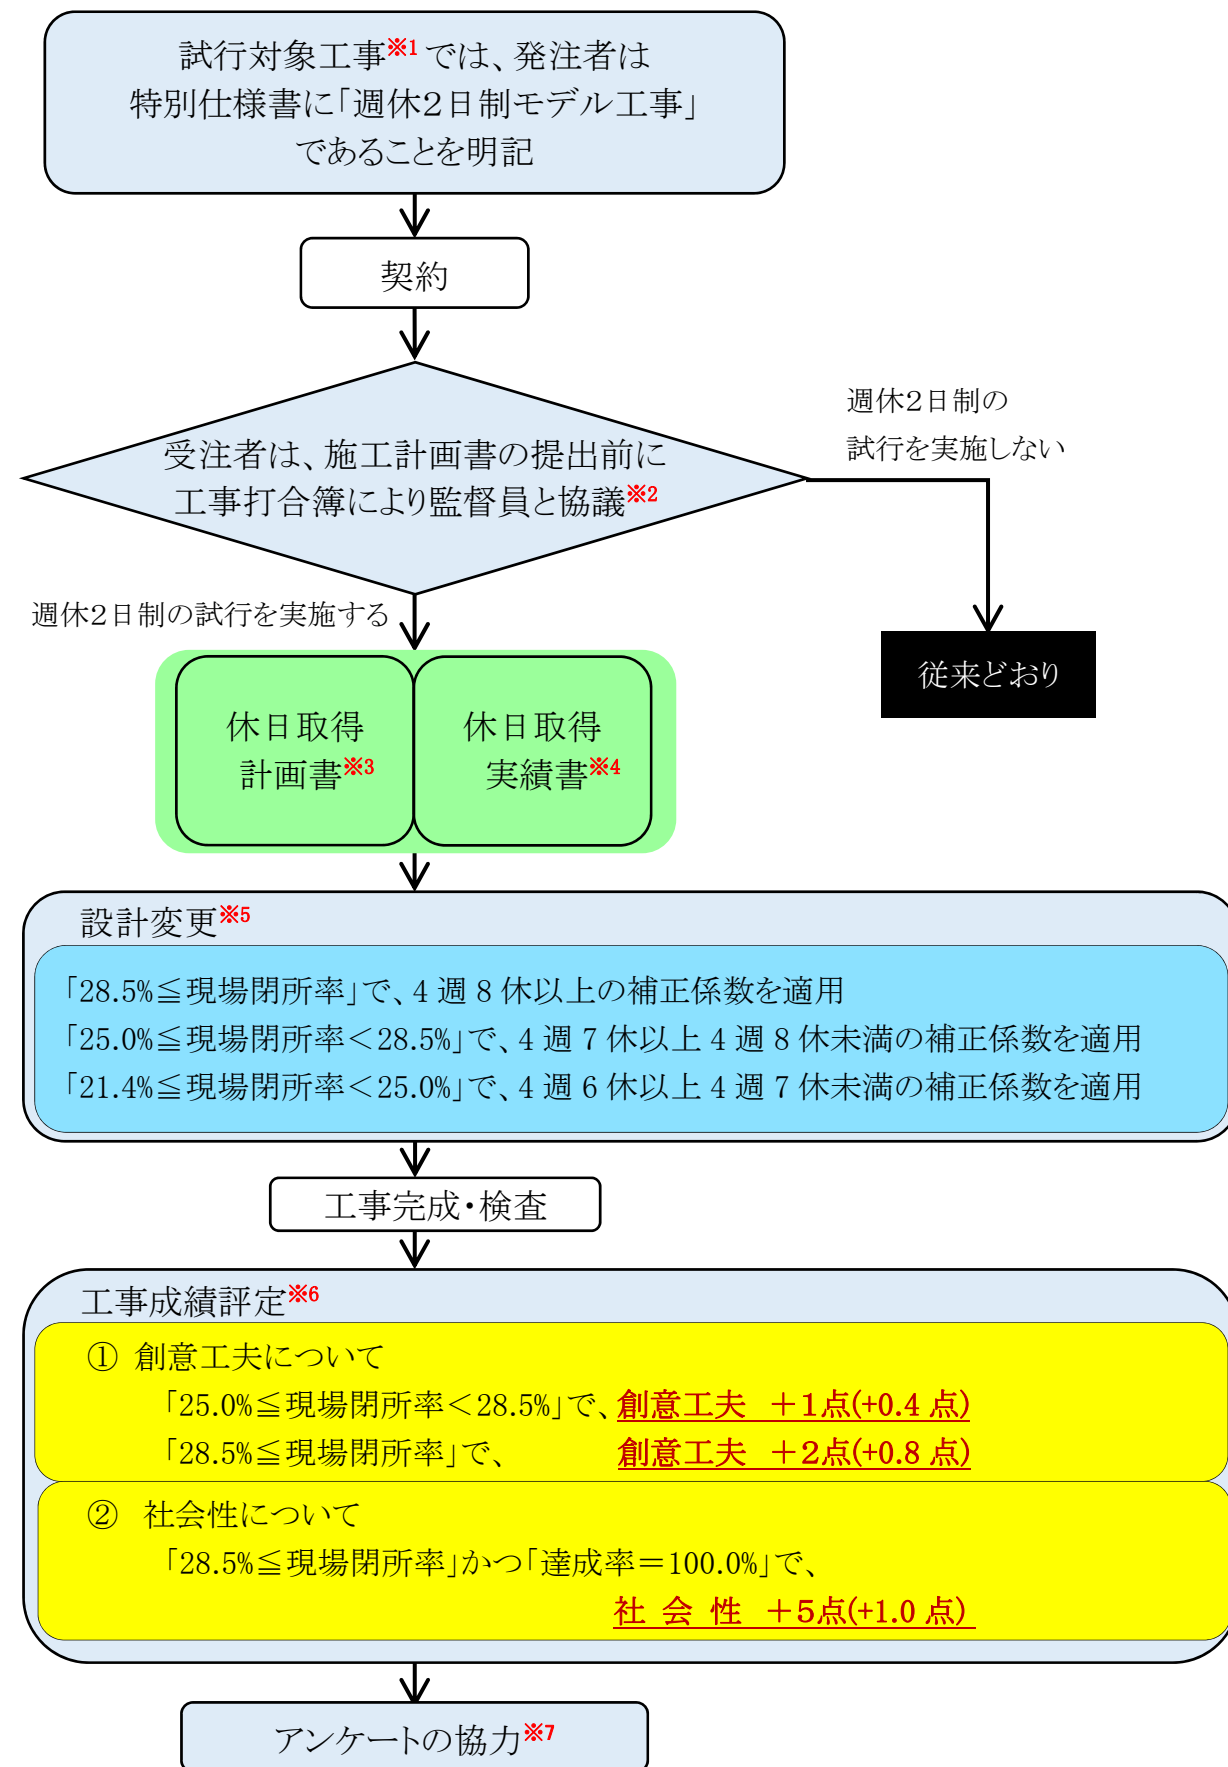 試行対象工事※1では、発注者は
特別仕様書に「週休2日制モデル工事」
であることを明記
契約
受注者は、施工計画書の提出前に
工事打合簿により監督員と協議※2
週休2日制の
試行を実施しない
従来どおり
週休2日制の試行を実施する
休日取得
計画書※3
休日取得
実績書※4
設計変更※5
「28.5%≦現場閉所率」で、4週8休以上の補正係数を適用
「25.0%≦現場閉所率<28.5%」で、4週7休以上4週8休未満の補正係数を適用
「21.4%≦現場閉所率<25.0%」で、4週6休以上4週7休未満の補正係数を適用
工事完成・検査
工事成績評定※6
① 創意工夫について
「25.0%≦現場閉所率<28.5%」で、創意工夫 +1点(+0.4点)
「28.5%≦現場閉所率」で、 創意工夫 +2点(+0.8点)
② 社会性について
「28.5%≦現場閉所率」かつ「達成率=100.0%」で、
社 会 性 +5点(+1.0点)
アンケートの協力※7